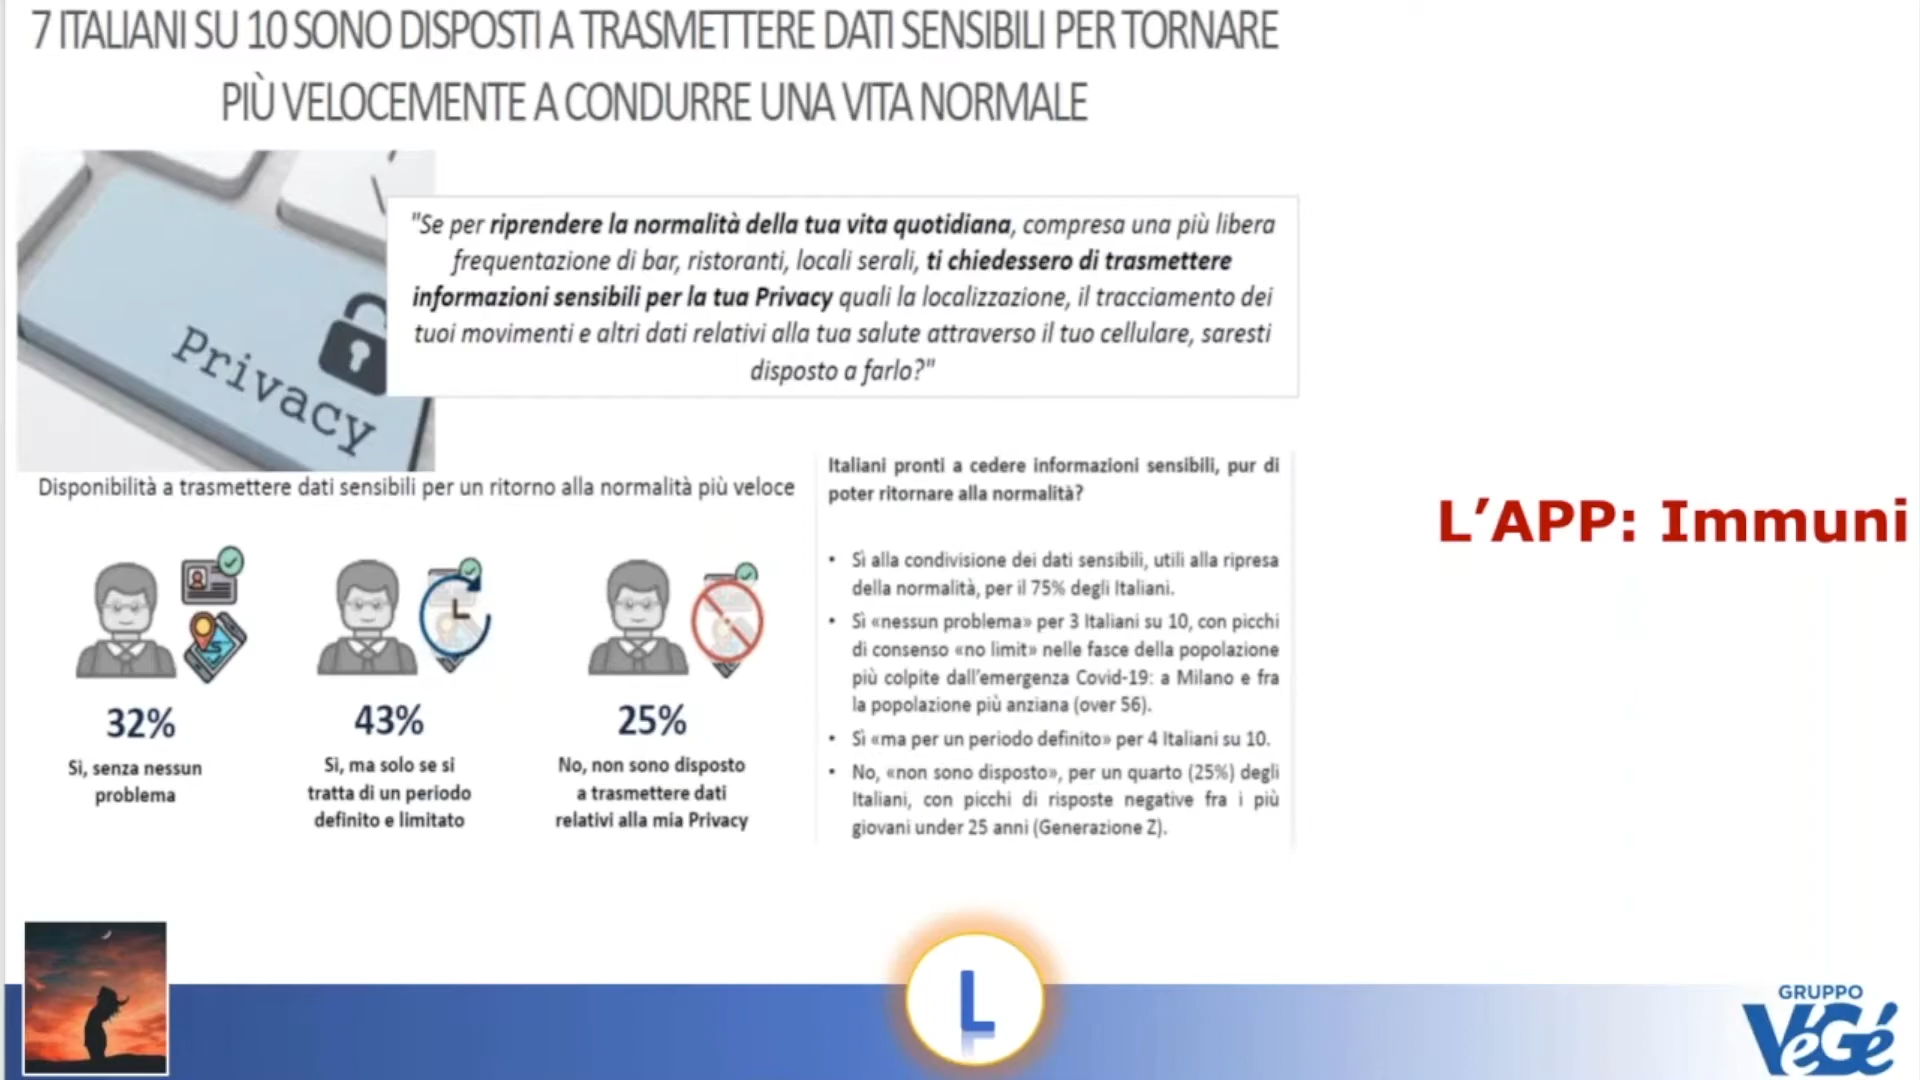 7 ITALIANI SU 10 SONO DISPOSTI A TRASMETTERE DATI SENSIBILI PER TORNARE
PIÙ VELOCEMENTE A CONDURRE UNA VITA NORMALE
Privacy
"Se per riprendere la normalità della tua vita quotidiana, compresa una più libera
frequentazione di bar, ristoranti, locali serali, ti chiedessero di trasmettere
informazioni sensibili per la tua Privacy quali la localizzazione, il tracciamento dei
tuoi movimenti e altri dati relativi alla tua salute attraverso il tuo cellulare, saresti
disposto a farlo?"
Disponibilità a trasmettere dati sensibili per un ritorno alla normalità più veloce
32%
Sì, senza nessun
problema
43%
Sì, ma solo se si
tratta di un periodo
definito e limitato
25%
No, non sono disposto
a trasmettere dati
relativi alla mia Privacy
Italiani pronti a cedere informazioni sensibili, pur di
poter ritornare alla normalità?
• Sì alla condivisione dei dati sensibili, utili alla ripresa
della normalità, per il 75% degli Italiani.
• Sì «nessun problema» per 3 Italiani su 10, con picchi
di consenso «no limit» nelle fasce della popolazione
più colpite dall'emergenza Covid-19: a Milano e fra
la popolazione più anziana (over 56).
• Sì «ma per un periodo definito» per 4 Italiani su 10.
• No, «non sono disposto», per un quarto (25%) degli
Italiani, con picchi di risposte negative fra i più
giovani under 25 anni (Generazione Z).
L'APP: Immuni
L
GRUPPO
VéGé